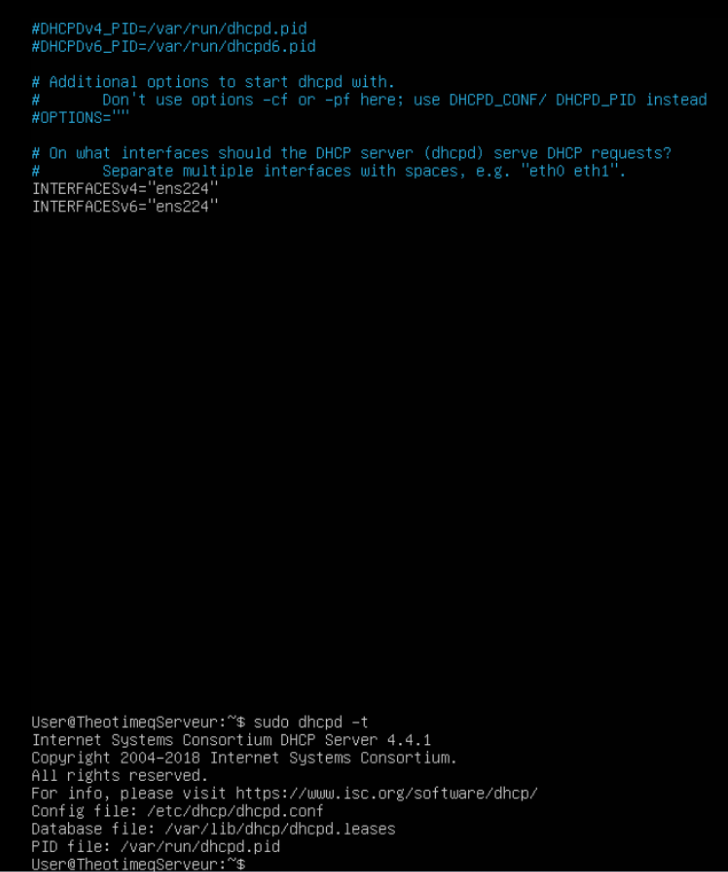 #DHCPDv4_PID=/var/run/dhcpd.pid
#DHCPDv6_PID=/var/run/dhcpd6.pid
# Additional options to start dhcpd with.
#       Don't use options -cf or -pf here; use DHCPD_CONF/ DHCPD_PID instead
#OPTIONS=""
# On what interfaces should the DHCP server (dhcpd) serve DHCP requests?
#       Separate multiple interfaces with spaces, e.g. "eth0 eth1".
INTERFACESv4="ens224"
INTERFACESv6="ens224"
User@TheotimeqServeur:~$ sudo dhcpd -t
Internet Systems Consortium DHCP Server 4.4.1
Copyright 2004-2018 Internet Systems Consortium.
All rights reserved.
For info, please visit https://www.isc.org/software/dhcp/
Config file: /etc/dhcp/dhcpd.conf
Database file: /var/lib/dhcp/dhcpd.leases
PID file: /var/run/dhcpd.pid
User@TheotimeqServeur:~$